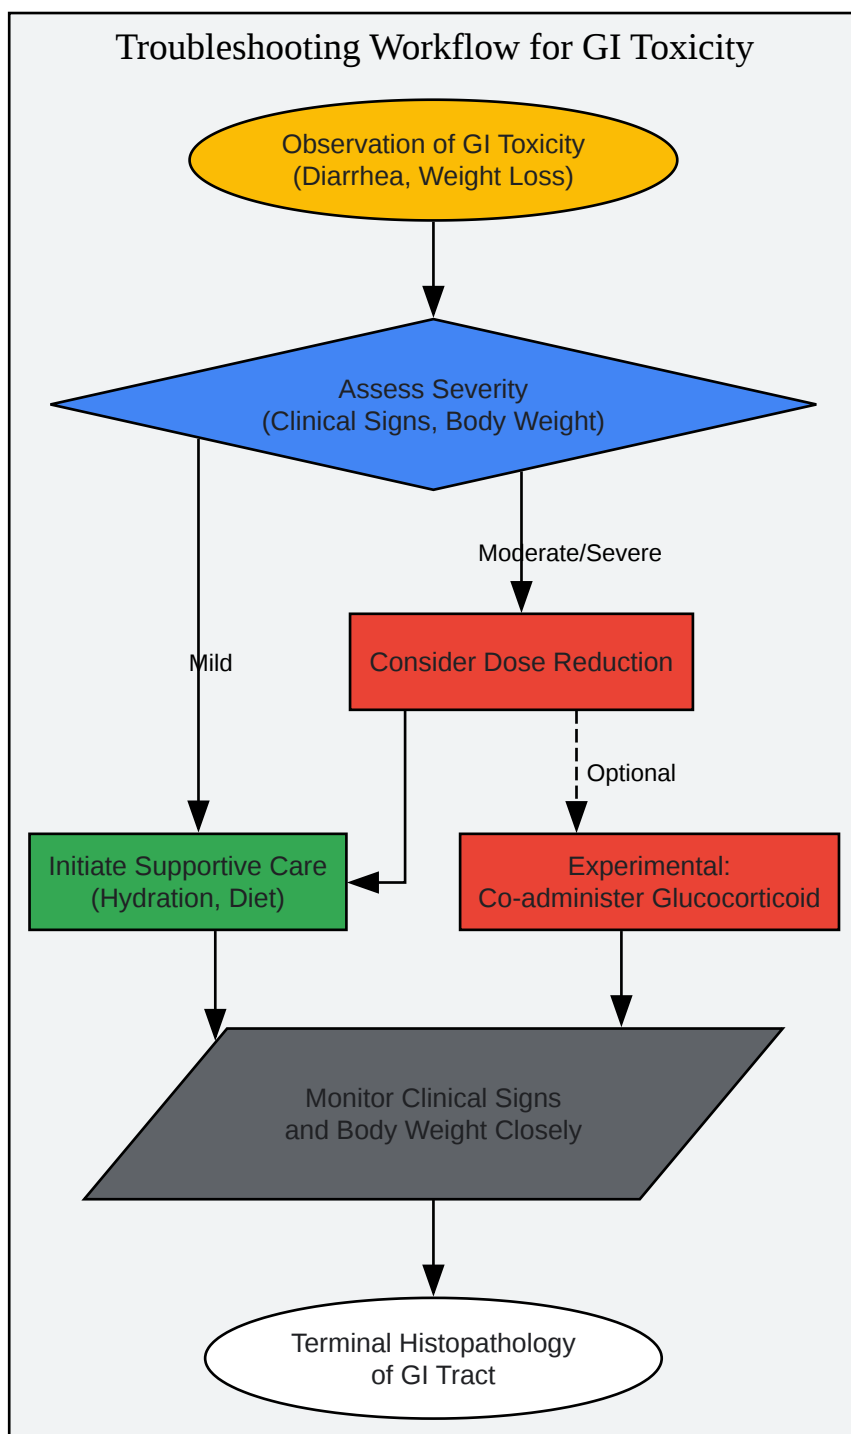 Troubleshooting Workflow for GI Toxicity
Observation of GI Toxicity
(Diarrhea, Weight Loss)
Assess Severity
(Clinical Signs, Body Weight)
Moderate/Severe
Mild
Consider Dose Reduction
Optional
Initiate Supportive Care
(Hydration, Diet)
Experimental:
Co-administer Glucocorticoid
Monitor Clinical Signs
and Body Weight Closely
Terminal Histopathology
of GI Tract